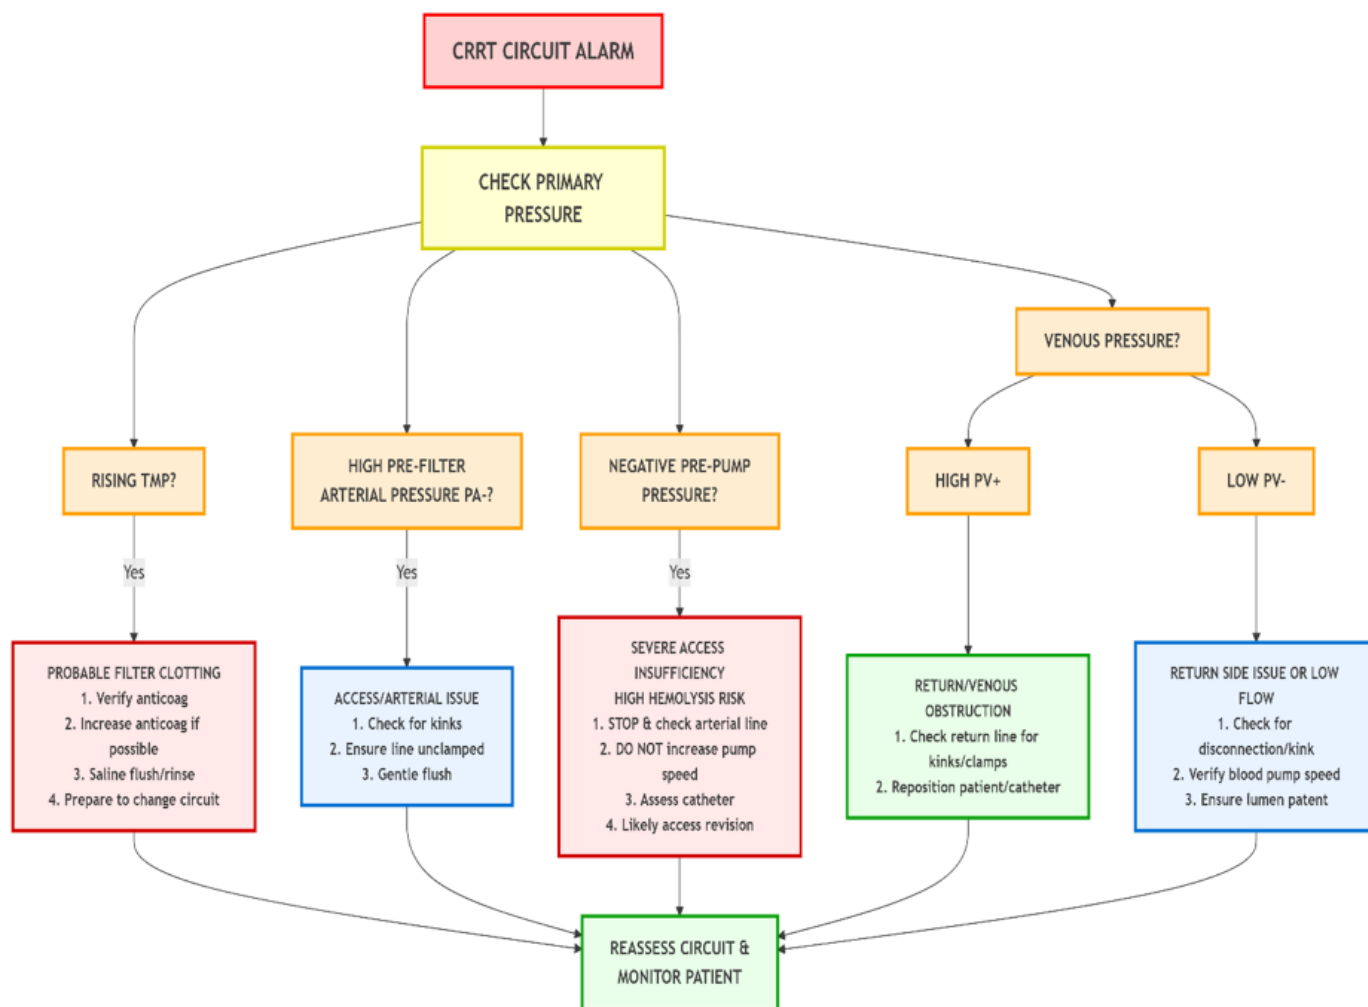 CRRT CIRCUIT ALARM
CHECK PRIMARY
PRESSURE
VENOUS PRESSURE?
RISING TMP?
HIGH PRE-FILTER
ARTERIAL PRESSURE PA-?
NEGATIVE PRE-PUMP
PRESSURE?
HIGH PV+
LOW PV-
Yes
Yes
Yes
PROBABLE FILTER CLOTTING
1. Verify anticoag
2. Increase anticoag if
possible
3. Saline flush/rinse
4. Prepare to change circuit
ACCESS/ARTERIAL ISSUE
1. Check for kinks
2. Ensure line unclamped
3. Gentle flush
SEVERE ACCESS
INSUFFICIENCY
HIGH HEMOLYSIS RISK
1. STOP & check arterial line
2. DO NOT increase pump
speed
3. Assess catheter
4. Likely access revision
RETURN/VENOUS
OBSTRUCTION
1. Check return line for
kinks/clamps
2. Reposition patient/catheter
RETURN SIDE ISSUE OR LOW
FLOW
1. Check for
disconnection/kink
2. Verify blood pump speed
3. Ensure lumen patent
REASSESS CIRCUIT &
MONITOR PATIENT